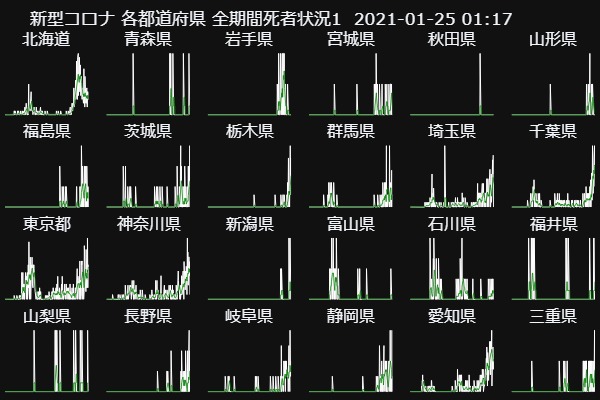 新型コロナ 各都道府県 全期間死者状況1 2021-01-25 01:17
北海道 青森県 岩手県 宮城県 秋田県 山形県
福島県 茨城県 栃木県 群馬県 埼玉県 千葉県
東京都 神奈川県 新潟県 富山県 石川県 福井県
山梨県 長野県 岐阜県 静岡県 愛知県 三重県